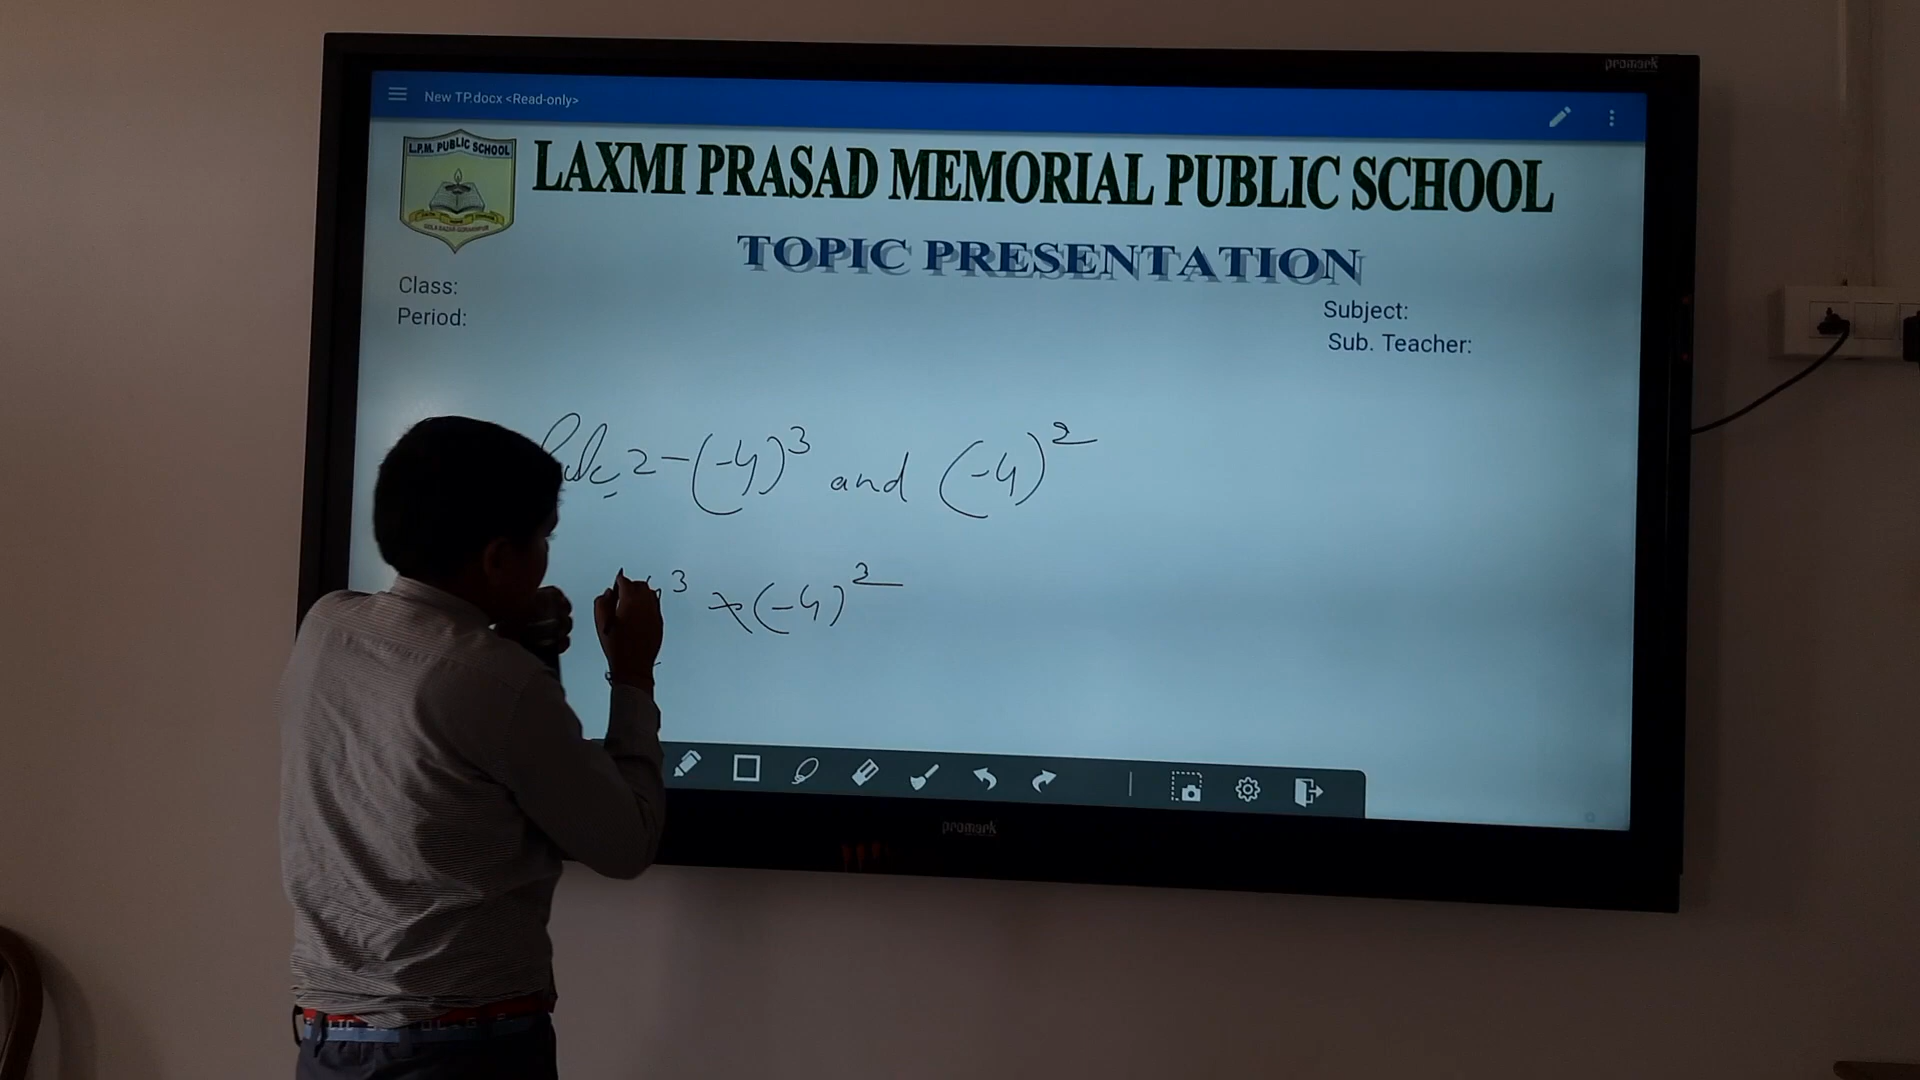 promark
New TP.docx <Read-only>
L.P.M. PUBLIC SCHOOL
LAXMI PRASAD MEMORIAL PUBLIC SCHOOL
TOPIC PRESENTATION
Class:
Period:
Subject:
Sub. Teacher:
2-(-4)³ and (-4)²
³ × (-4)²
promark